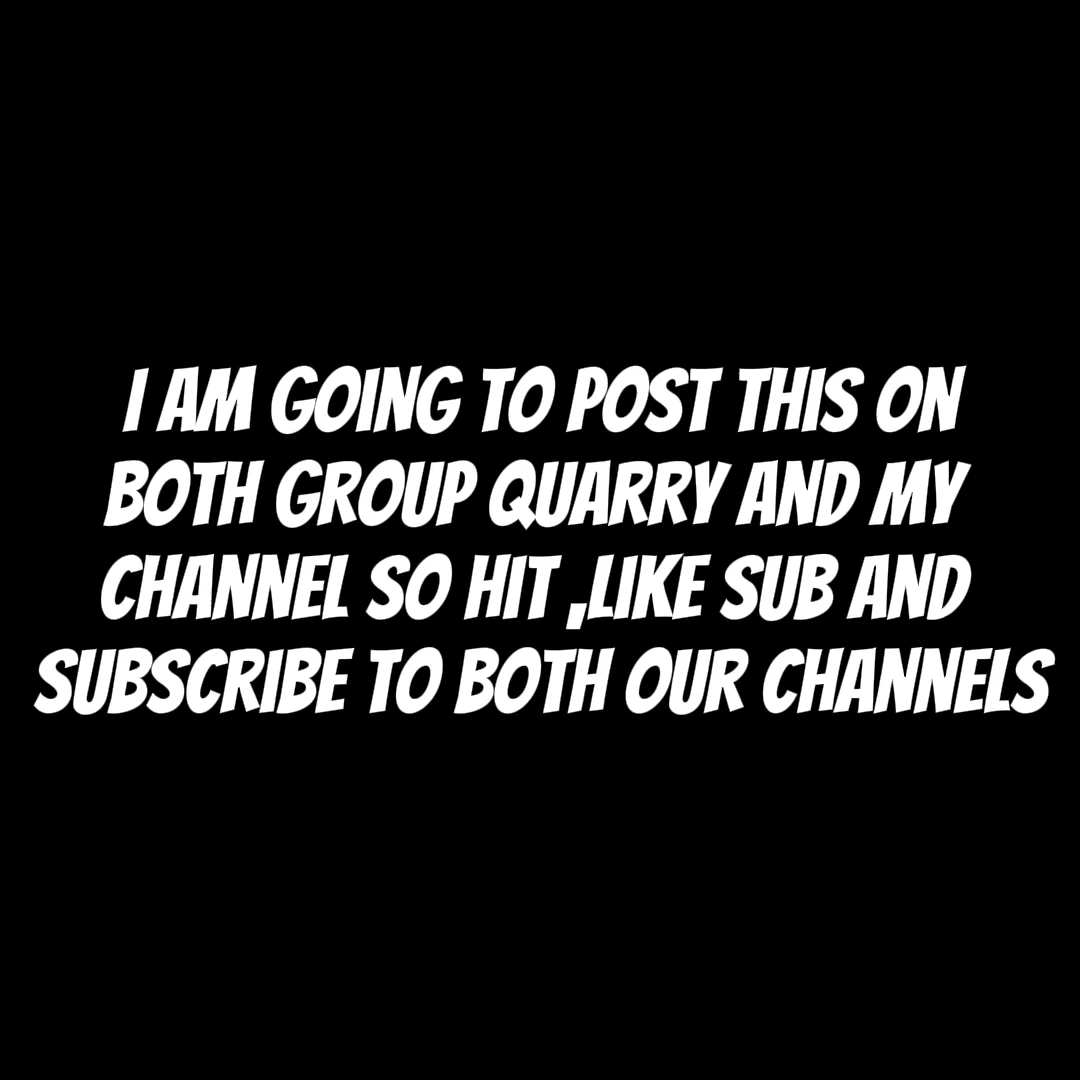 I AM GOING TO POST THIS ON
BOTH GROUP QUARRY AND MY
CHANNEL SO HIT ,LIKE SUB AND
SUBSCRIBE TO BOTH OUR CHANNELS